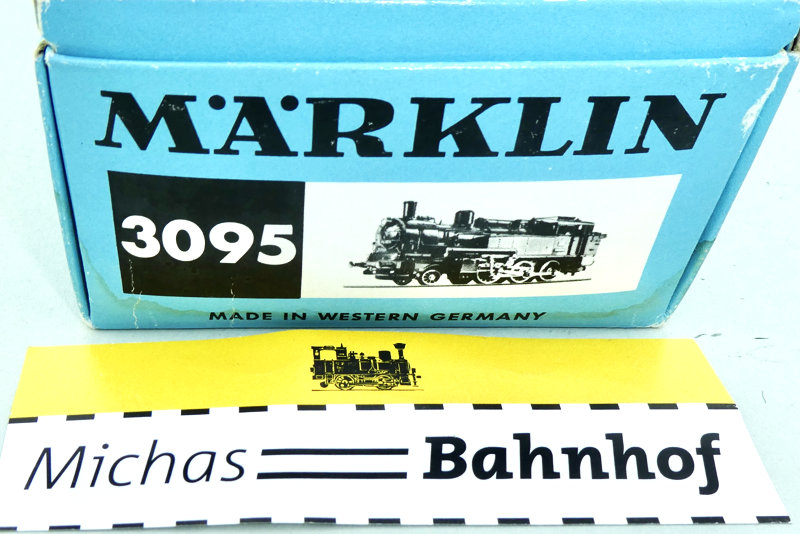 MÄRKLIN
3095
MADE IN WESTERN GERMANY
Michas Bahnhof